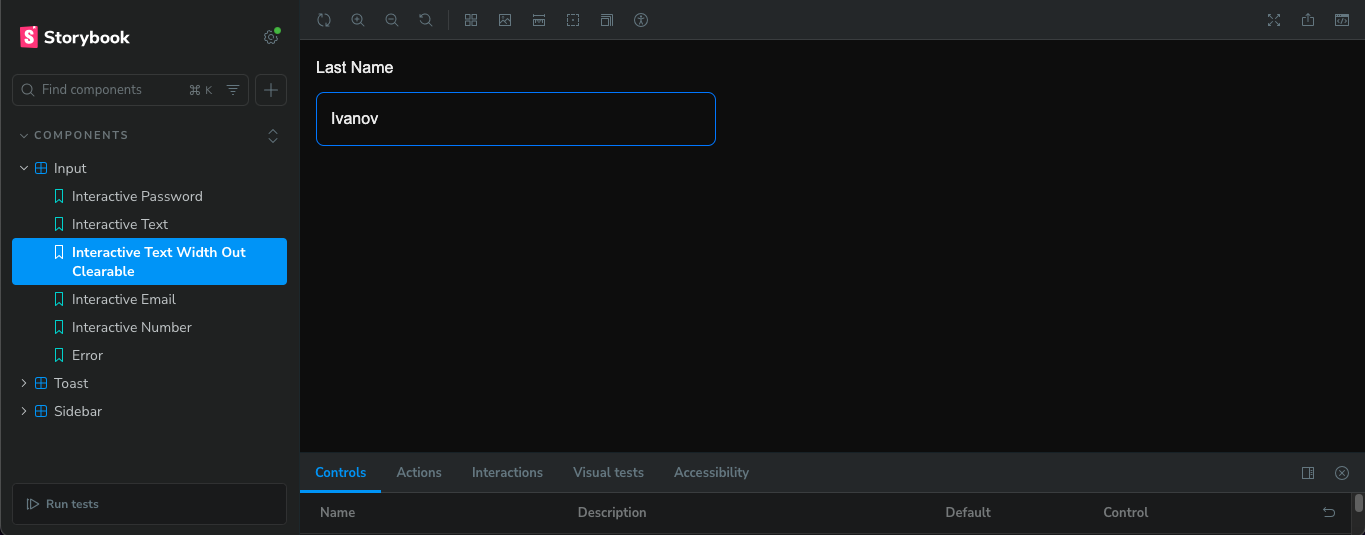 Storybook
Find components
⌘ K
COMPONENTS
Input
Interactive Password
Interactive Text
Interactive Text Width Out
Clearable
Interactive Email
Interactive Number
Error
Toast
Sidebar
Run tests
Last Name
Ivanov
Controls Actions Interactions Visual tests Accessibility
Name Description Default Control